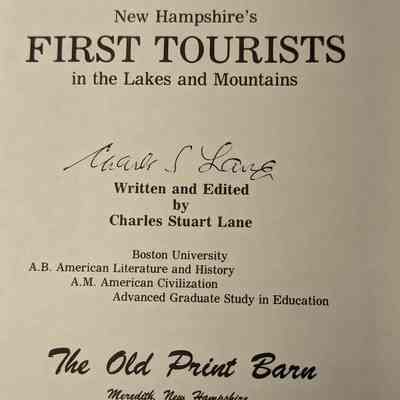 New Hampshire's
FIRST TOURISTS
in the Lakes and Mountains
Charles S Lane
Written and Edited
by
Charles Stuart Lane
Boston University
A.B. American Literature and History
A.M. American Civilization
Advanced Graduate Study in Education
The Old Print Barn
Meredith, New Hampshire